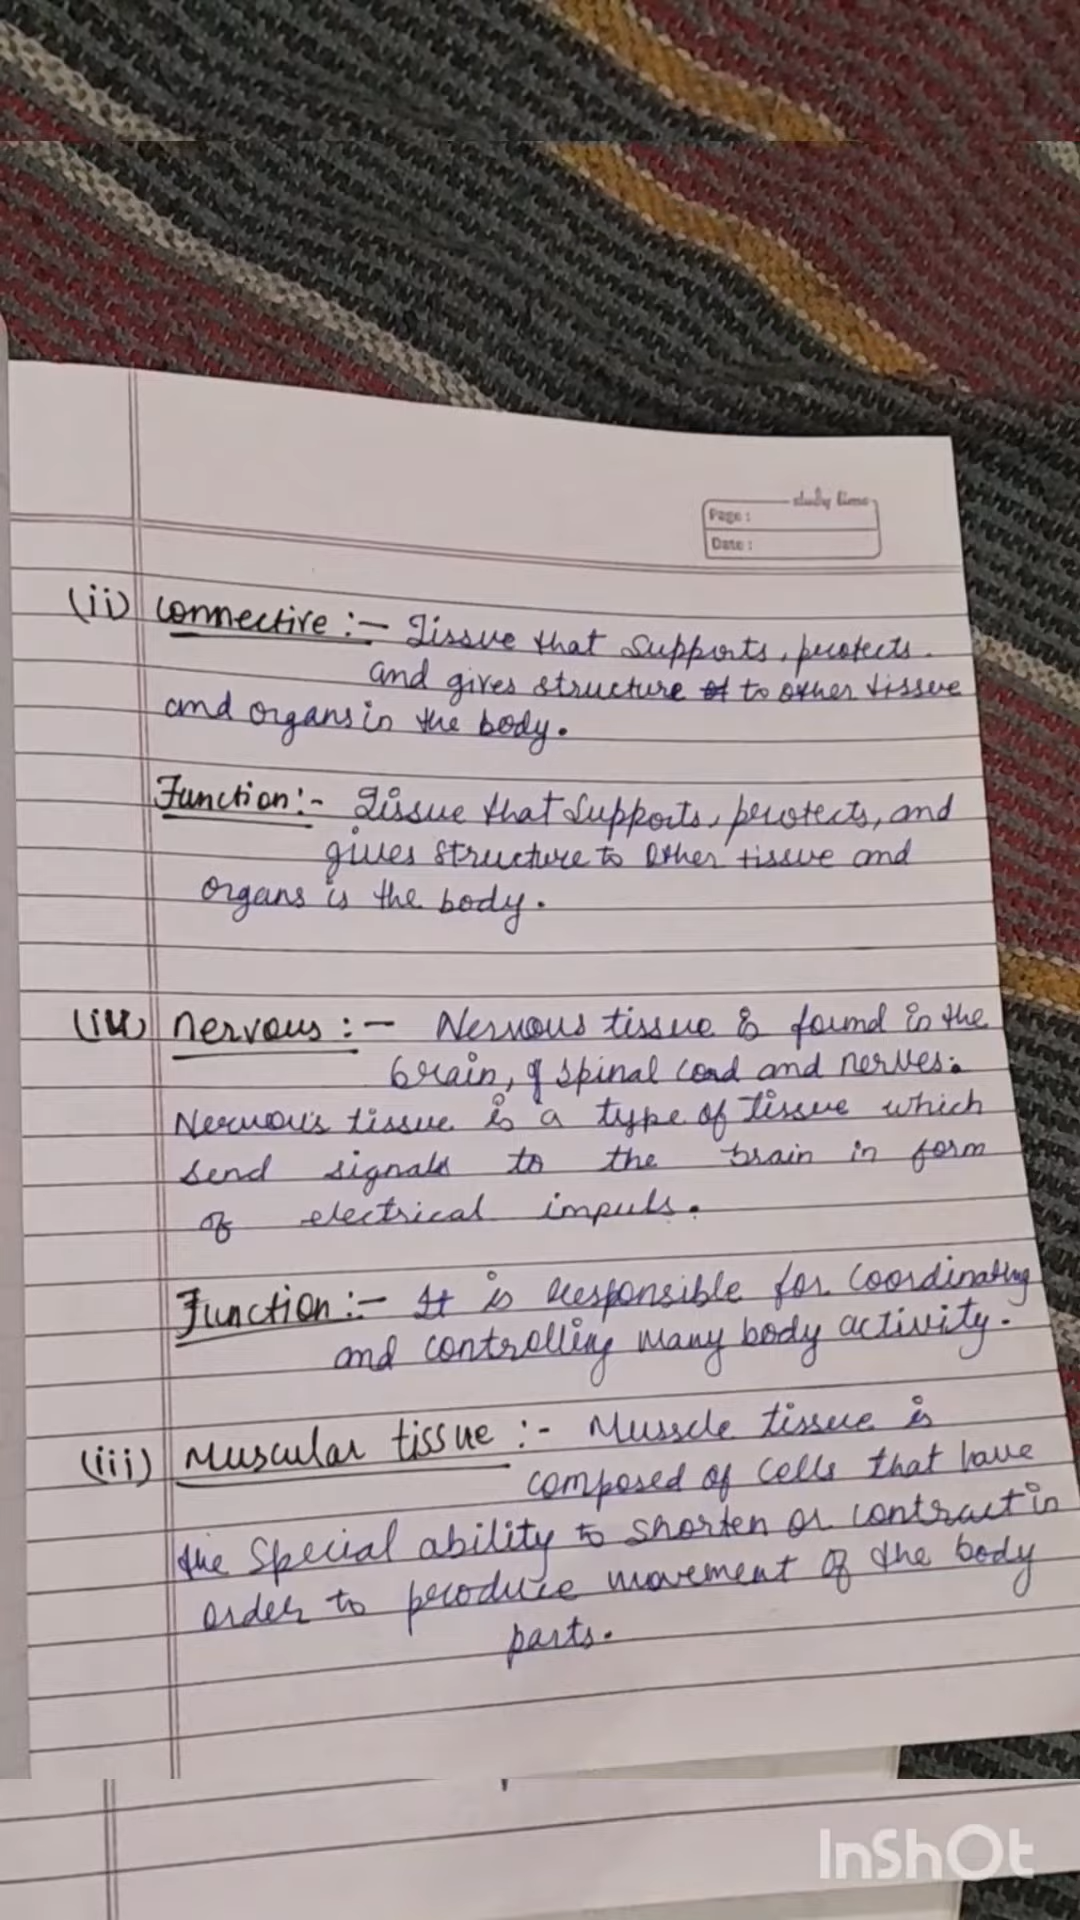 study time
Page :
Date :
(ii) Connective :- Tissue that supports, protects.
and gives structure to other tissue
and organs in the body.
Function :- Tissue that supports, protects, and
gives structure to other tissue and
organs is the body.
nervous :- Nervous tissue is found in the
brain, spinal cord and nerves.
Nervous tissue is a type of tissue which
send signals to the brain in form
of electrical impuls.
Function :- It is responsible for coordinating
and controlling many body activity.
(iii) Muscular tissue :- Muscle tissue is
composed of cells that have
the special ability to shorten or contract in
order to produce movement of the body
parts.
InShOt